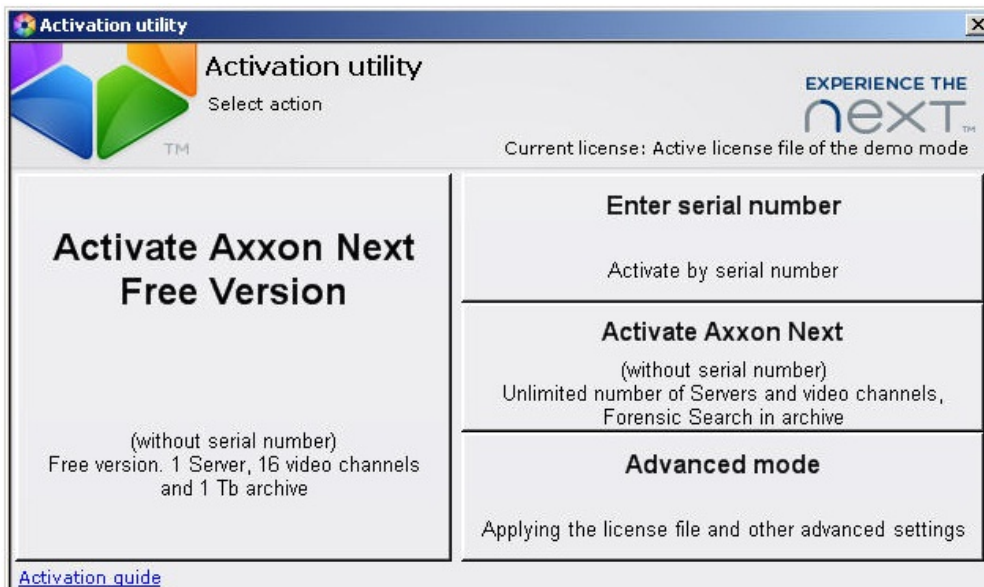 Activation utility
Activation utility
Select action
TM
EXPERIENCE THE
next™
Current license: Active license file of the demo mode
Activate Axxon Next
Free Version
(without serial number)
Free version. 1 Server, 16 video channels
and 1 Tb archive
Enter serial number
Activate by serial number
Activate Axxon Next
(without serial number)
Unlimited number of Servers and video channels,
Forensic Search in archive
Advanced mode
Applying the license file and other advanced settings
Activation guide